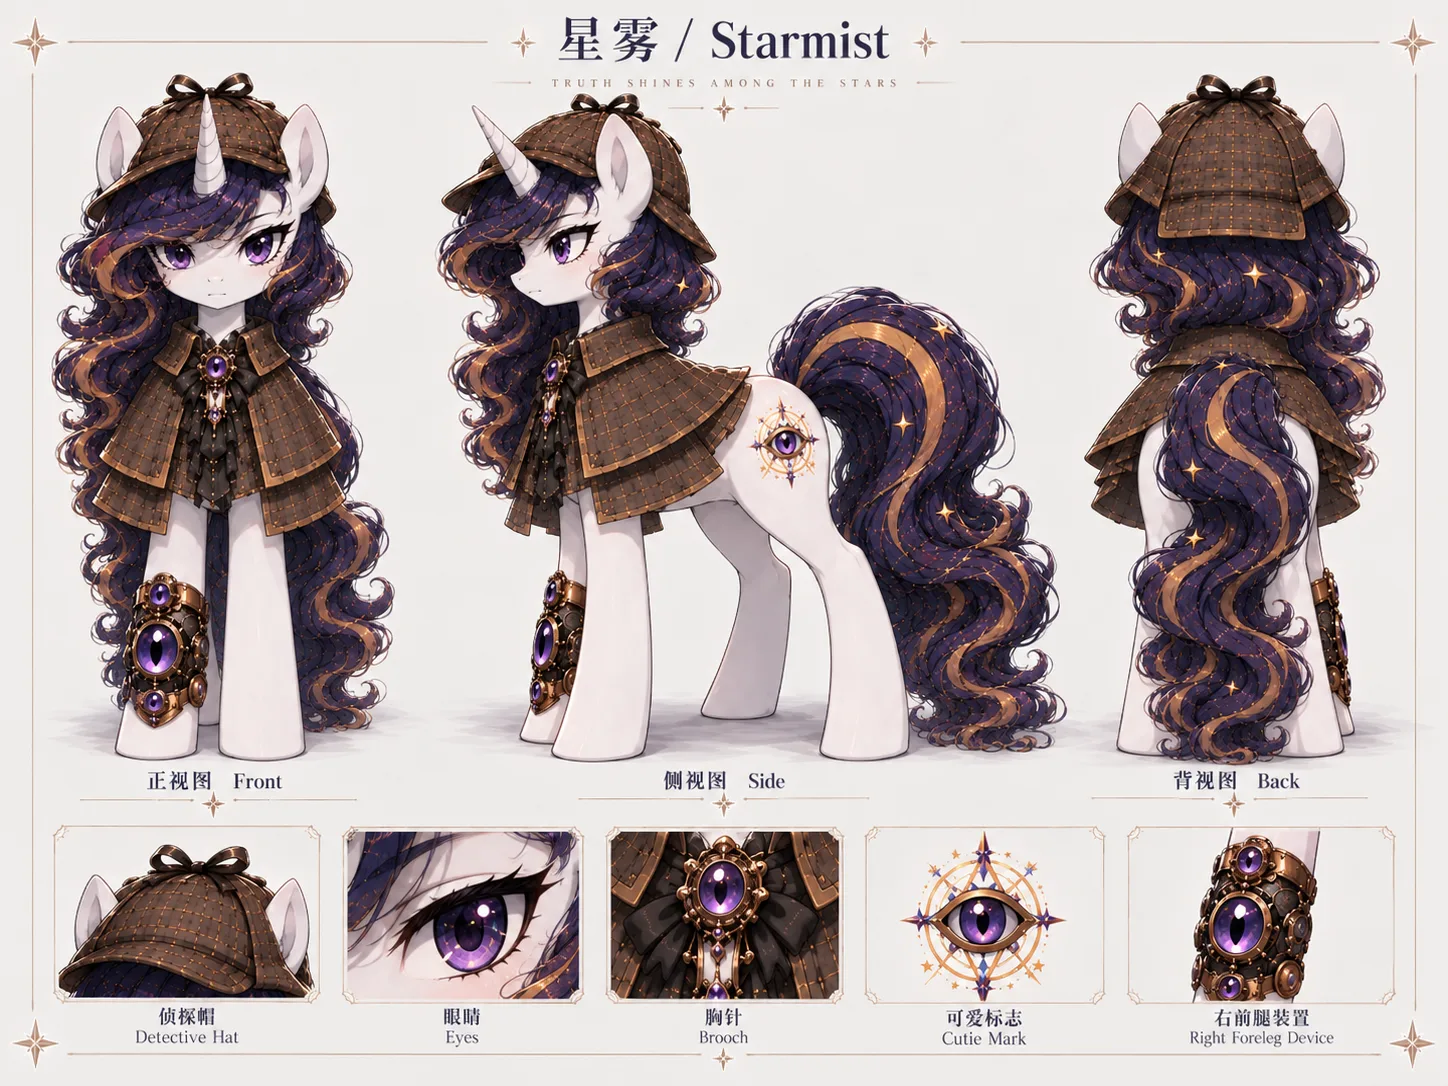 星雾 / Starmist
TRUTH SHINES AMONG THE STARS
正视图 Front
侧视图 Side
背视图 Back
侦探帽
Detective Hat
眼睛
Eyes
胸针
Brooch
可爱标志
Cutie Mark
右前腿装置
Right Foreleg Device